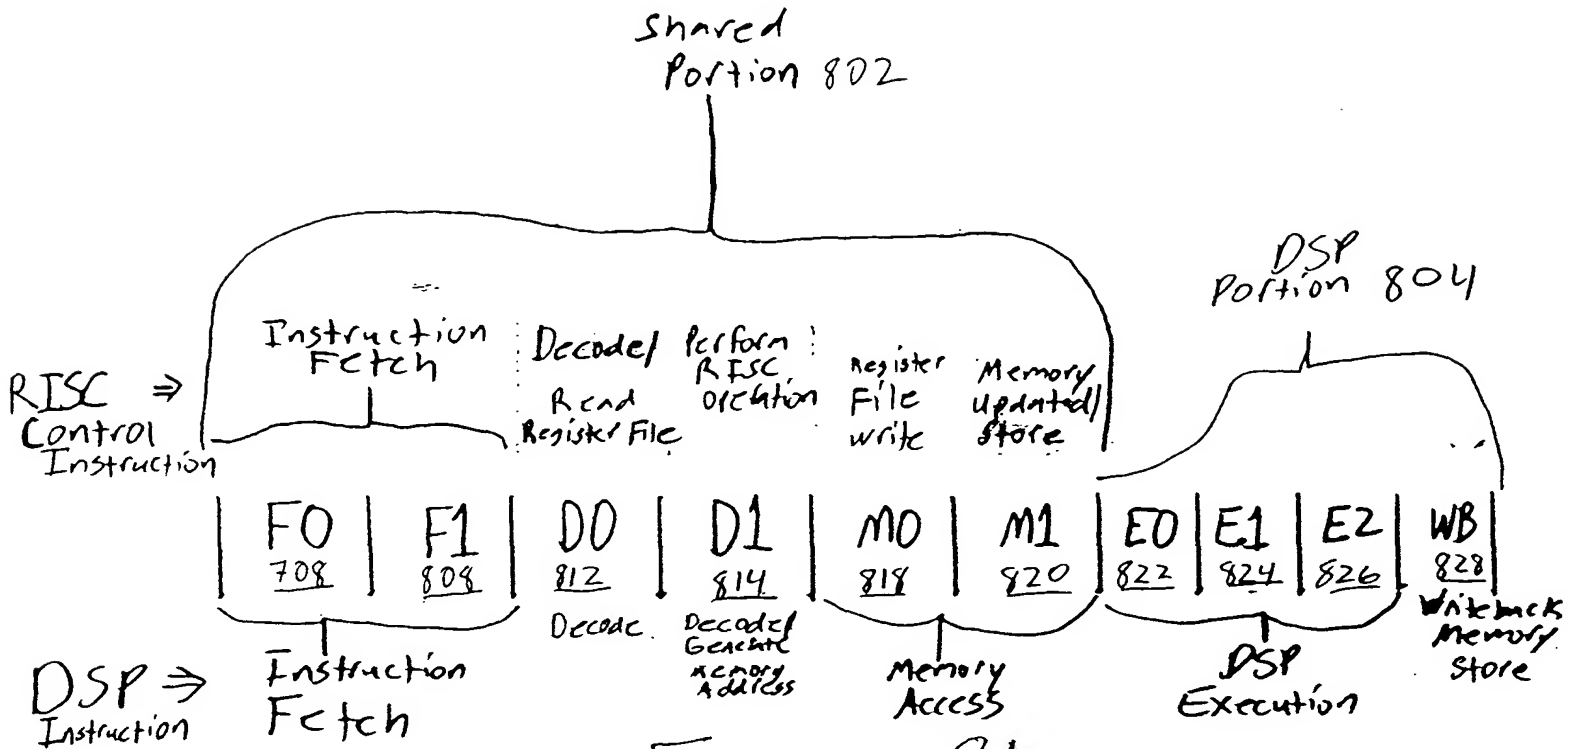 Shared
Portion 802
DSP
Portion 804
RISC ⇒
Control
Instruction
Instruction
Fetch
Decode/
Read
Register File
Perform
RISC
Operation
Register
File
write
Memory
Updated/
Store
F0
708
F1
808
D0
812
D1
814
M0
818
M1
820
E0
822
E1
824
E2
826
WB
828
DSP ⇒
Instruction
Instruction
Fetch
Decode
Decode/
Generate
Memory
Address
Memory
Access
DSP
Execution
Writeback
Memory
Store